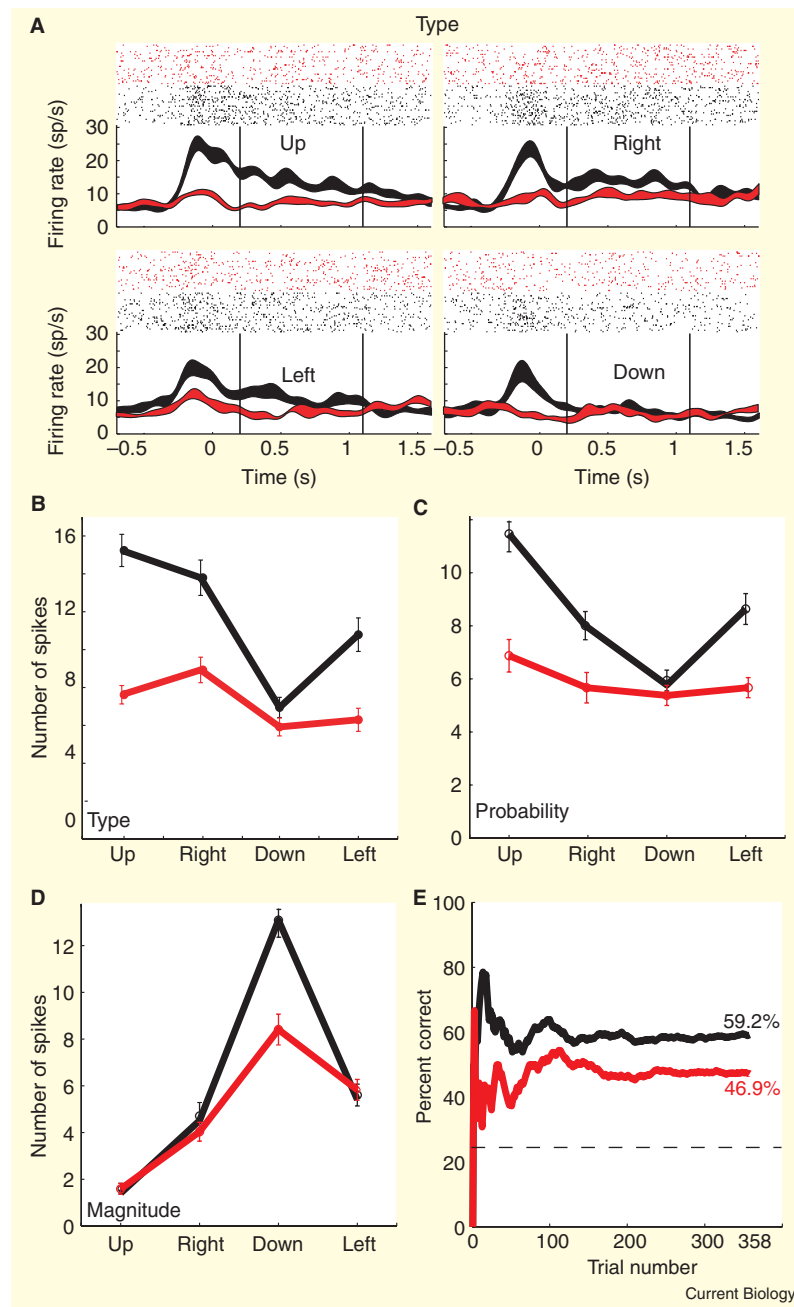 A
Type
Firing rate (sp/s)
30
20
10
0
Up
Right
Firing rate (sp/s)
30
20
10
0
Left
Down
–0.5 0 0.5 1 1.5
–0.5 0 0.5 1 1.5
Time (s)
Time (s)
B
Number of spikes
16
12
8
4
0
Type
Up Right Down Left
C
10
8
6
4
2
0
Probability
Up Right Down Left
D
Number of spikes
12
10
8
6
4
2
0
Magnitude
Up Right Down Left
E
Percent correct
100
80
60
40
20
0
59.2%
46.9%
0 100 200 300 358
Trial number
Current Biology